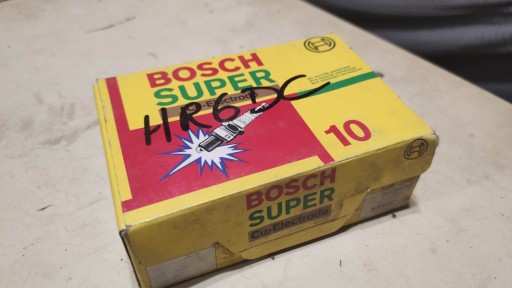 BOSCH
SUPER
Cu-Electrode
HR6DC
10
BOSCH
SUPER
Cu-Electrode